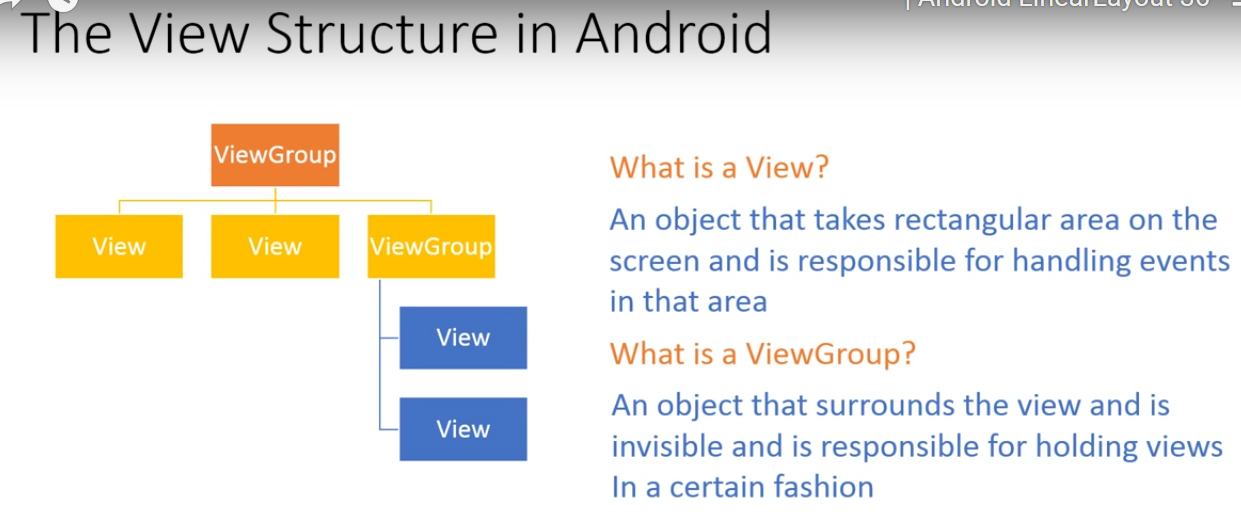 Android LinearLayout
The View Structure in Android
ViewGroup
View
View
ViewGroup
View
View
What is a View?
An object that takes rectangular area on the
screen and is responsible for handling events
in that area
What is a ViewGroup?
An object that surrounds the view and is
invisible and is responsible for holding views
In a certain fashion